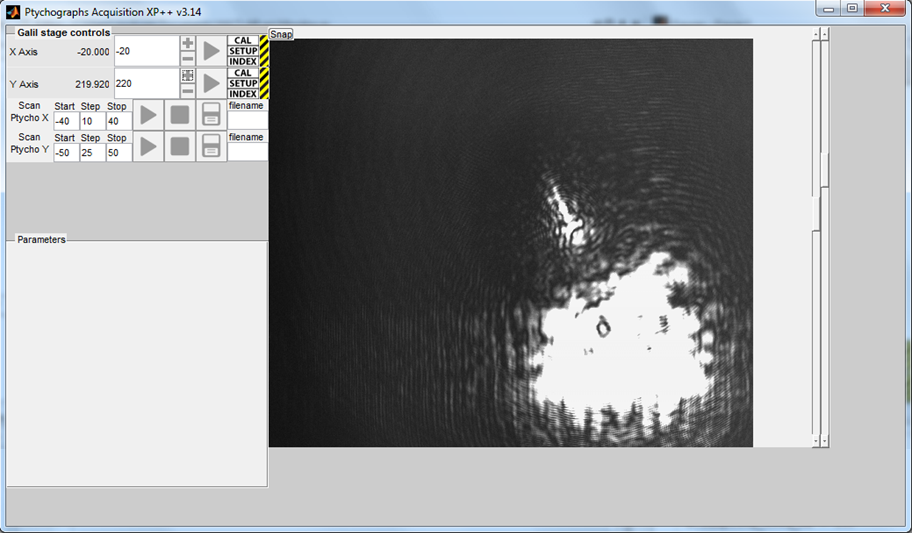 Ptychographs Acquisition XP++ v3.14
Galil stage controls
Snap
X Axis -20.000 -20 CAL SETUP INDEX
Y Axis 219.920 220 CAL SETUP INDEX
Scan Ptycho X Start Step Stop filename
-40 10 40
Scan Ptycho Y Start Step Stop filename
-50 25 50
Parameters